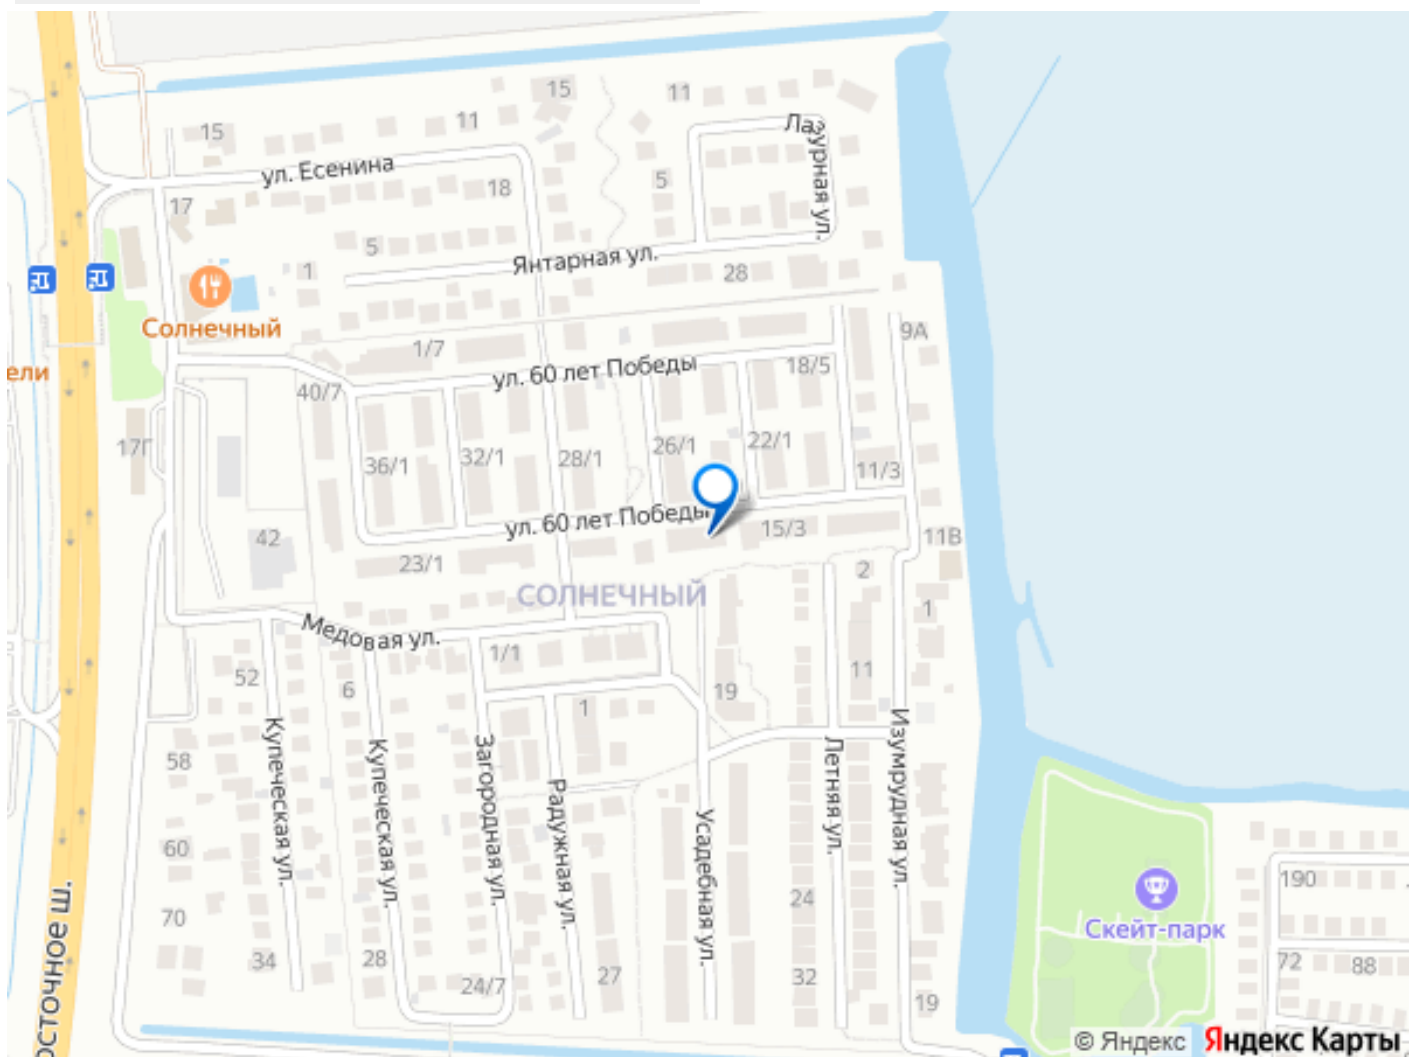 15
11
15
11
Лазурная ул.
ул. Есенина
18
5
17
5
Янтарная ул.
1
28
Солнечный
9А
1/7
ели
ул. 60 лет Победы
18/5
40/7
17Г
26/1
22/1
36/1
32/1
28/1
11/3
ул. 60 лет Победы
15/3
42
11В
23/1
2
СОЛНЕЧНЫЙ
1
Медовая ул.
1/1
52
6
11
19
1
Купеческая ул.
Купеческая ул.
Загородная ул.
Радужная ул.
Усадебная ул.
Летняя ул.
Изумрудная ул.
58
60
70
34
28
24/7
27
24
32
19
190
Скейт-парк
72
88
осточное ш.
© Яндекс Яндекс Карты